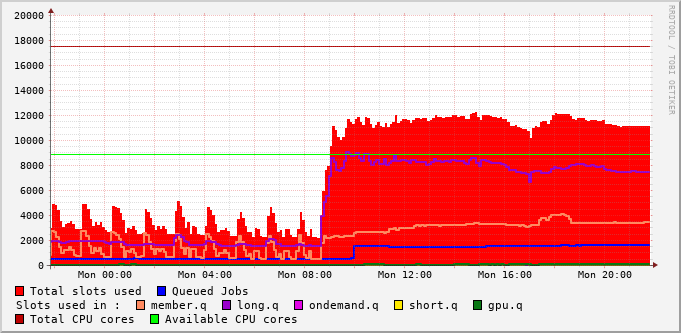 20000
18000
16000
14000
12000
10000
8000
6000
4000
2000
0
Mon 00:00 Mon 04:00 Mon 08:00 Mon 12:00 Mon 16:00 Mon 20:00
RRDTOOL / TOBI OETIKER
Total slots used Queued Jobs
Slots used in : member.q long.q ondemand.q short.q gpu.q
Total CPU cores Available CPU cores